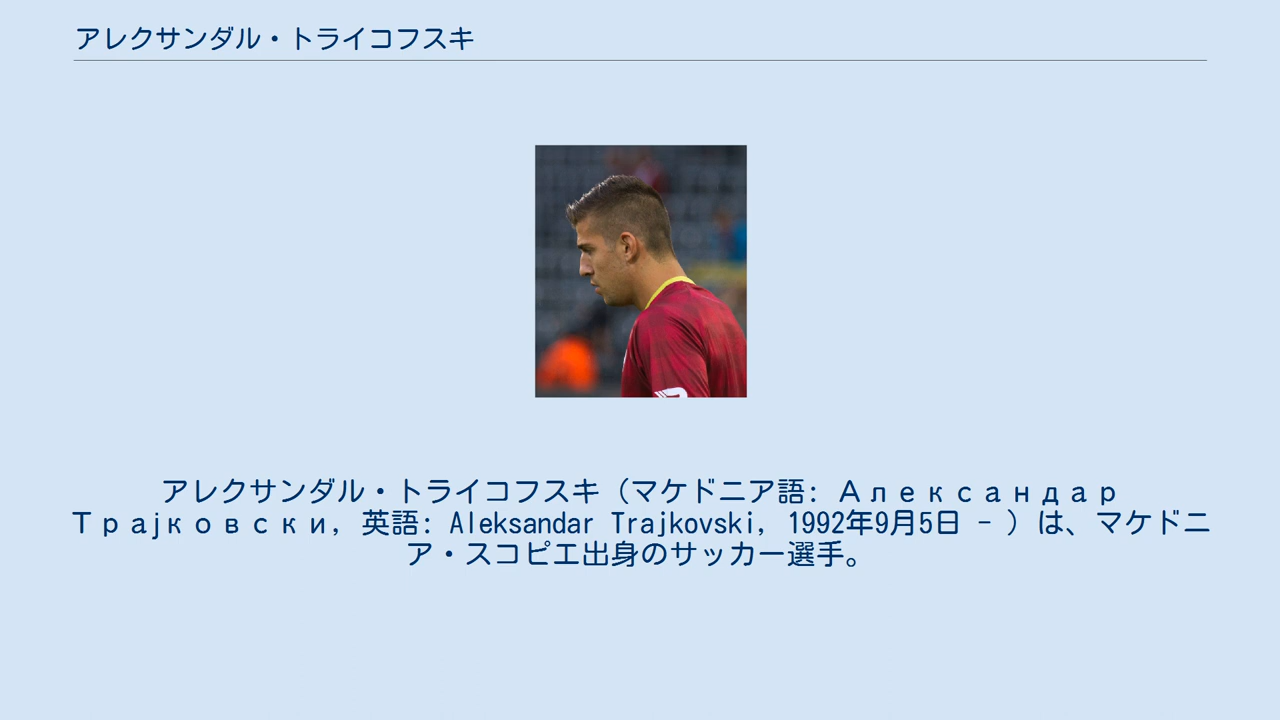 アレクサンダル・トライコフスキ
アレクサンダル・トライコフスキ（マケドニア語: Александар
Трајковски, 英語: Aleksandar Trajkovski, 1992年9月5日 - ）は、マケドニ
ア・スコピエ出身のサッカー選手。